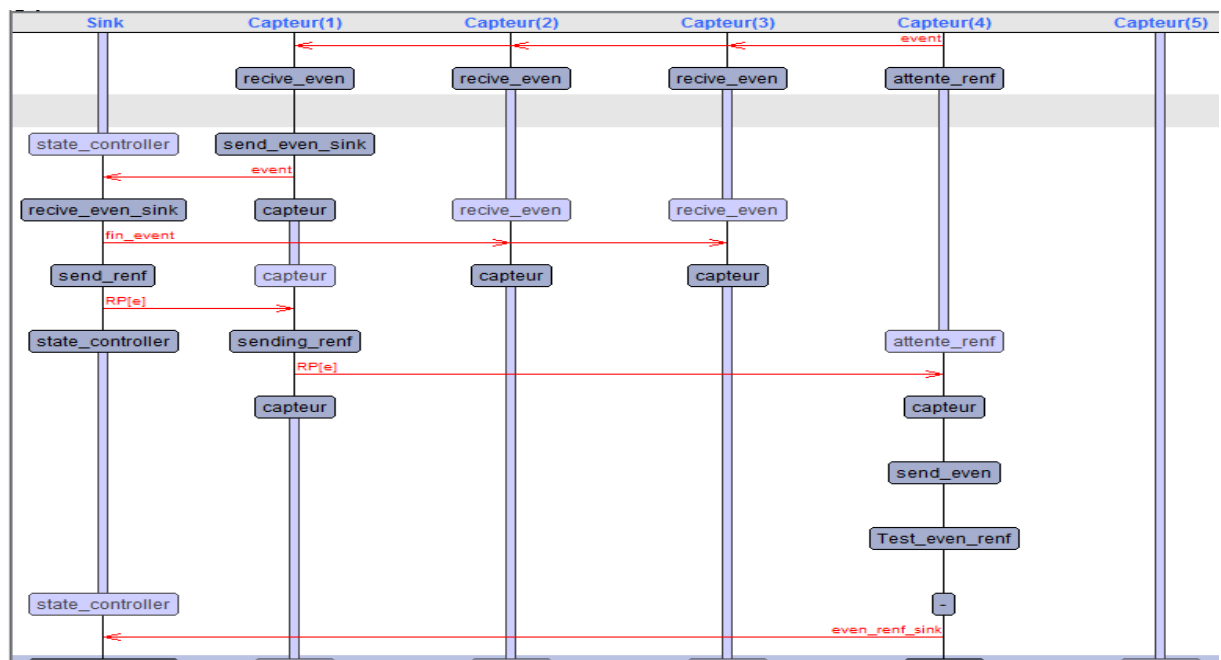 Sink Capteur(1) Capteur(2) Capteur(3) Capteur(4) Capteur(5)
event
recive_even recive_even recive_even attente_renf
state_controller send_even_sink
event
recive_even_sink capteur recive_even recive_even
fin_event
send_renf capteur capteur capteur
RP[e]
state_controller sending_renf attente_renf
RP[e]
capteur capteur
send_even
Test_even_renf
state_controller -
even_renf_sink